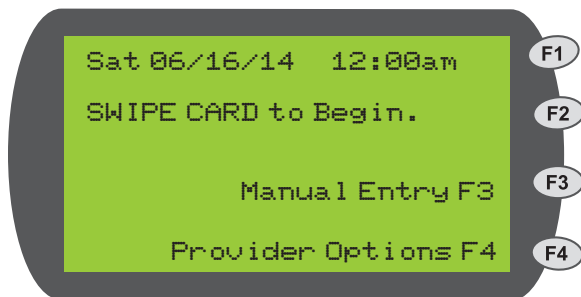 Sat 06/16/14 12:00am
F1
SWIPE CARD to Begin.
F2
Manual Entry F3
F3
Provider Options F4
F4